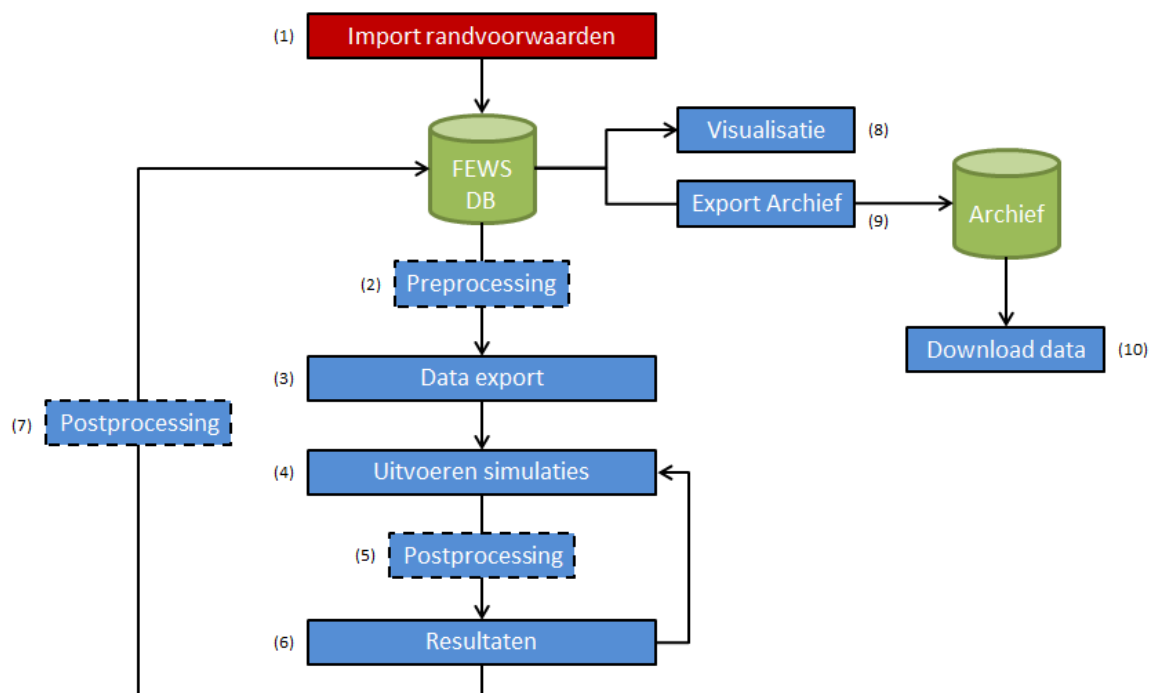 (1) Import randvoorwaarden
FEWS
DB
Visualisatie (8)
Export Archief (9)
Archief
(2) Preprocessing
Download data (10)
(3) Data export
(7) Postprocessing
(4) Uitvoeren simulaties
(5) Postprocessing
(6) Resultaten